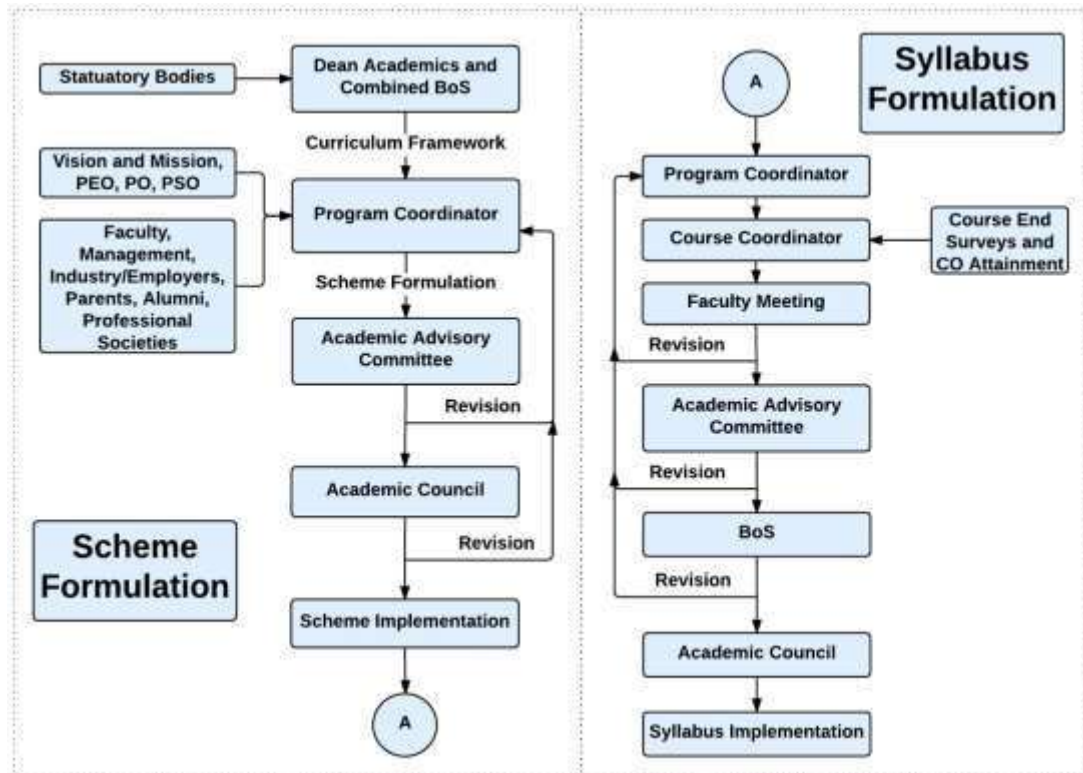 Statuatory Bodies
Dean Academics and
Combined BoS
Curriculum Framework
Vision and Mission,
PEO, PO, PSO
Program Coordinator
Faculty,
Management,
Industry/Employers,
Parents, Alumni,
Professional
Societies
Scheme Formulation
Academic Advisory
Committee
Revision
Academic Council
Revision
Scheme
Formulation
Scheme Implementation
A
A
Syllabus
Formulation
Program Coordinator
Course Coordinator
Course End
Surveys and
CO Attainment
Faculty Meeting
Revision
Academic Advisory
Committee
Revision
BoS
Revision
Academic Council
Syllabus Implementation